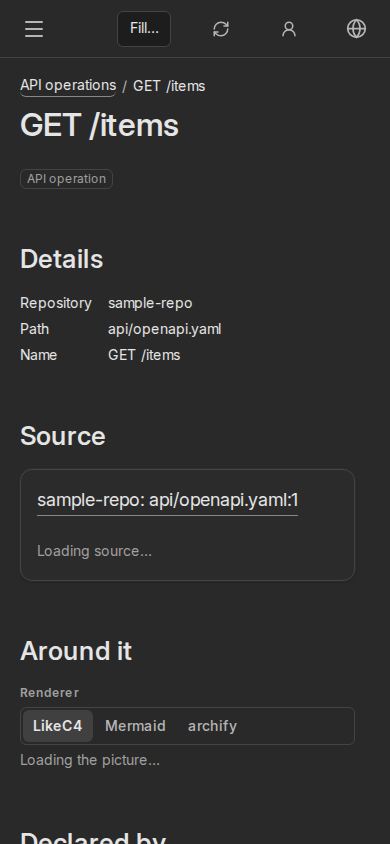 Fill...
API operations / GET /items
GET /items
API operation
Details
Repository sample-repo
Path api/openapi.yaml
Name GET /items
Source
sample-repo: api/openapi.yaml:1
Loading source...
Around it
Renderer
LikeC4 Mermaid archify
Loading the picture...
Declared by